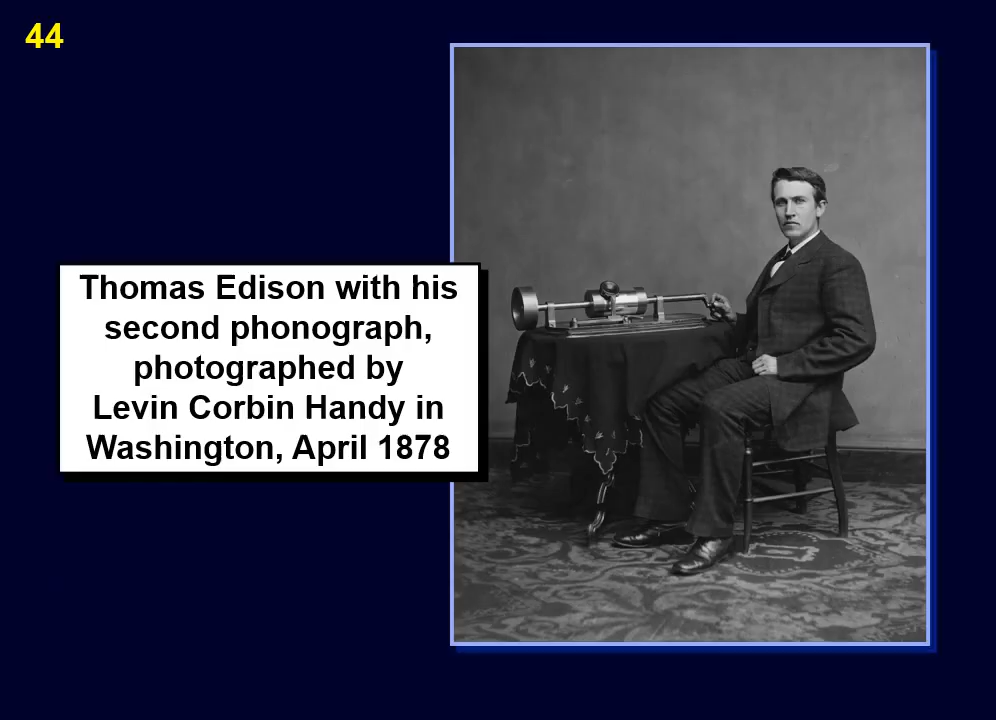 44
Thomas Edison with his
second phonograph,
photographed by
Levin Corbin Handy in
Washington, April 1878